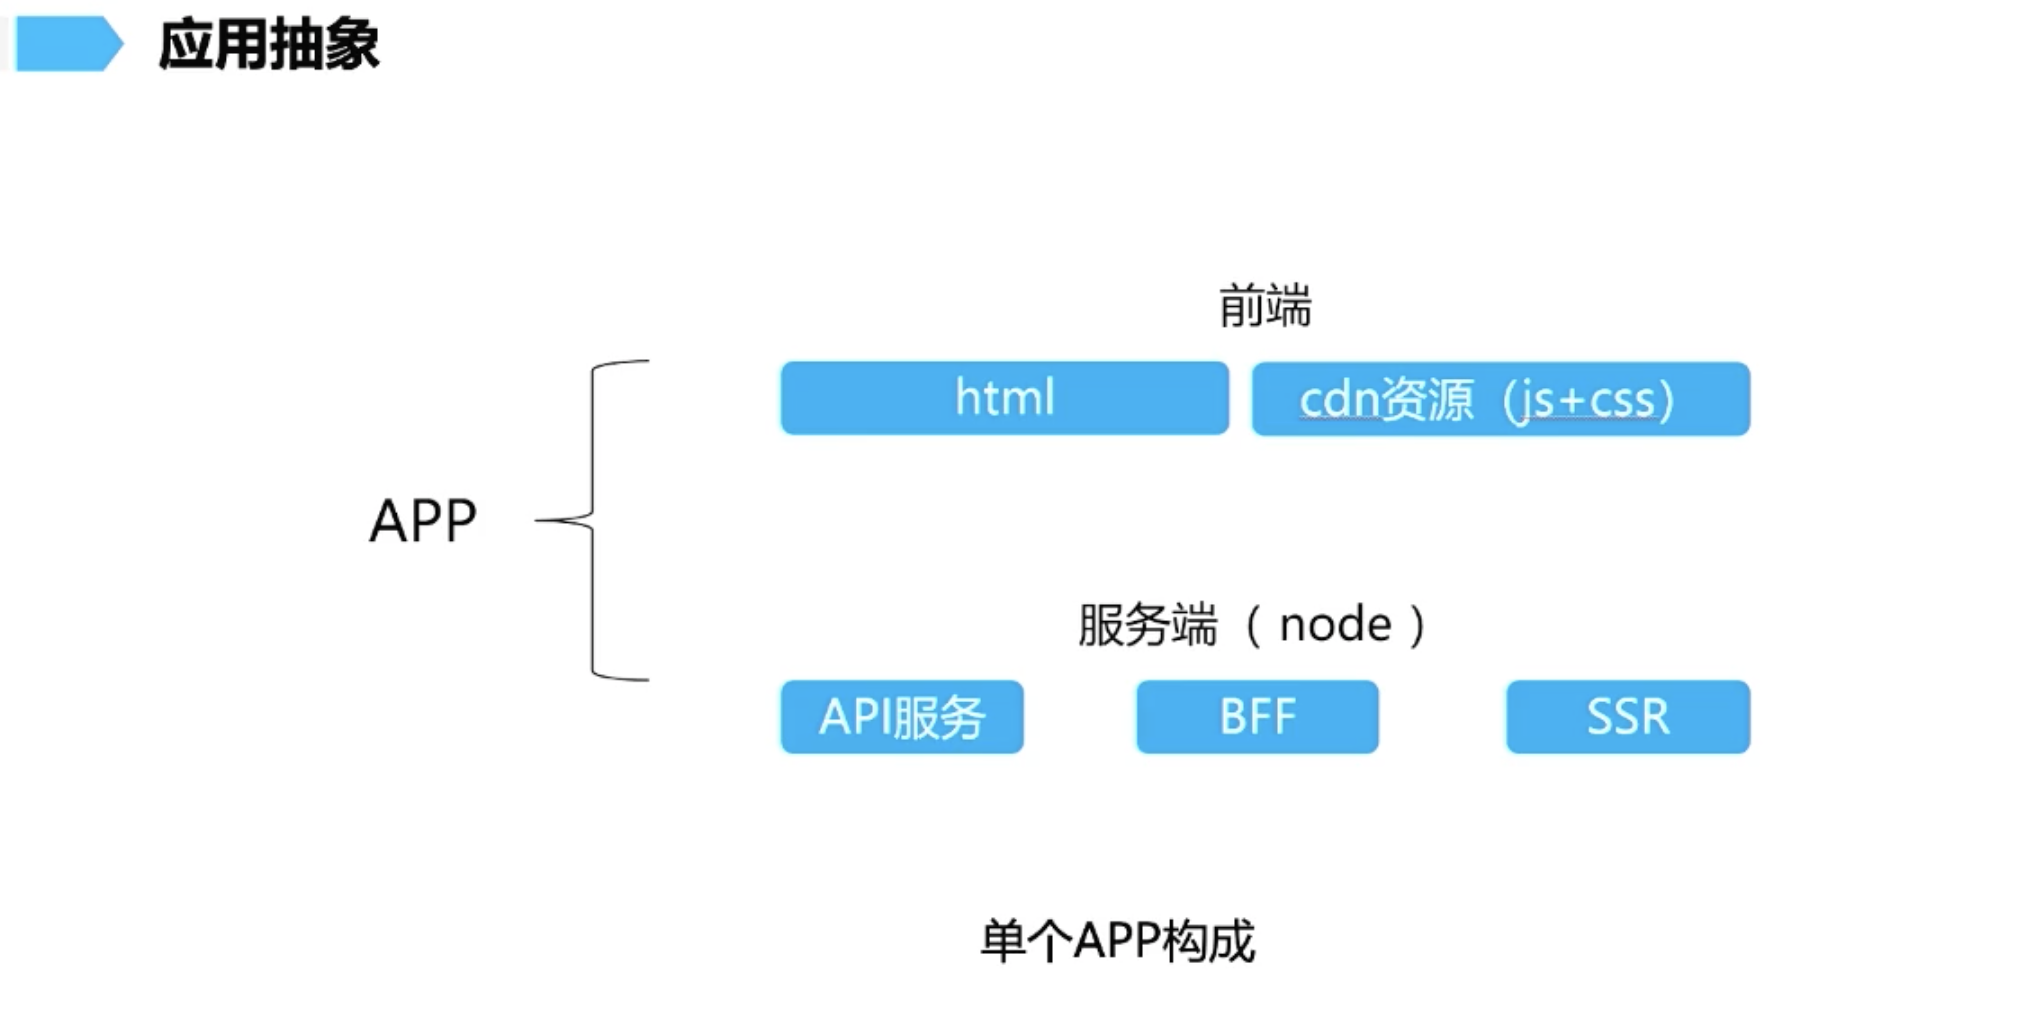 应用抽象
前端
html
cdn资源（js+css）
APP
服务端（ node ）
API服务
BFF
SSR
单个APP构成